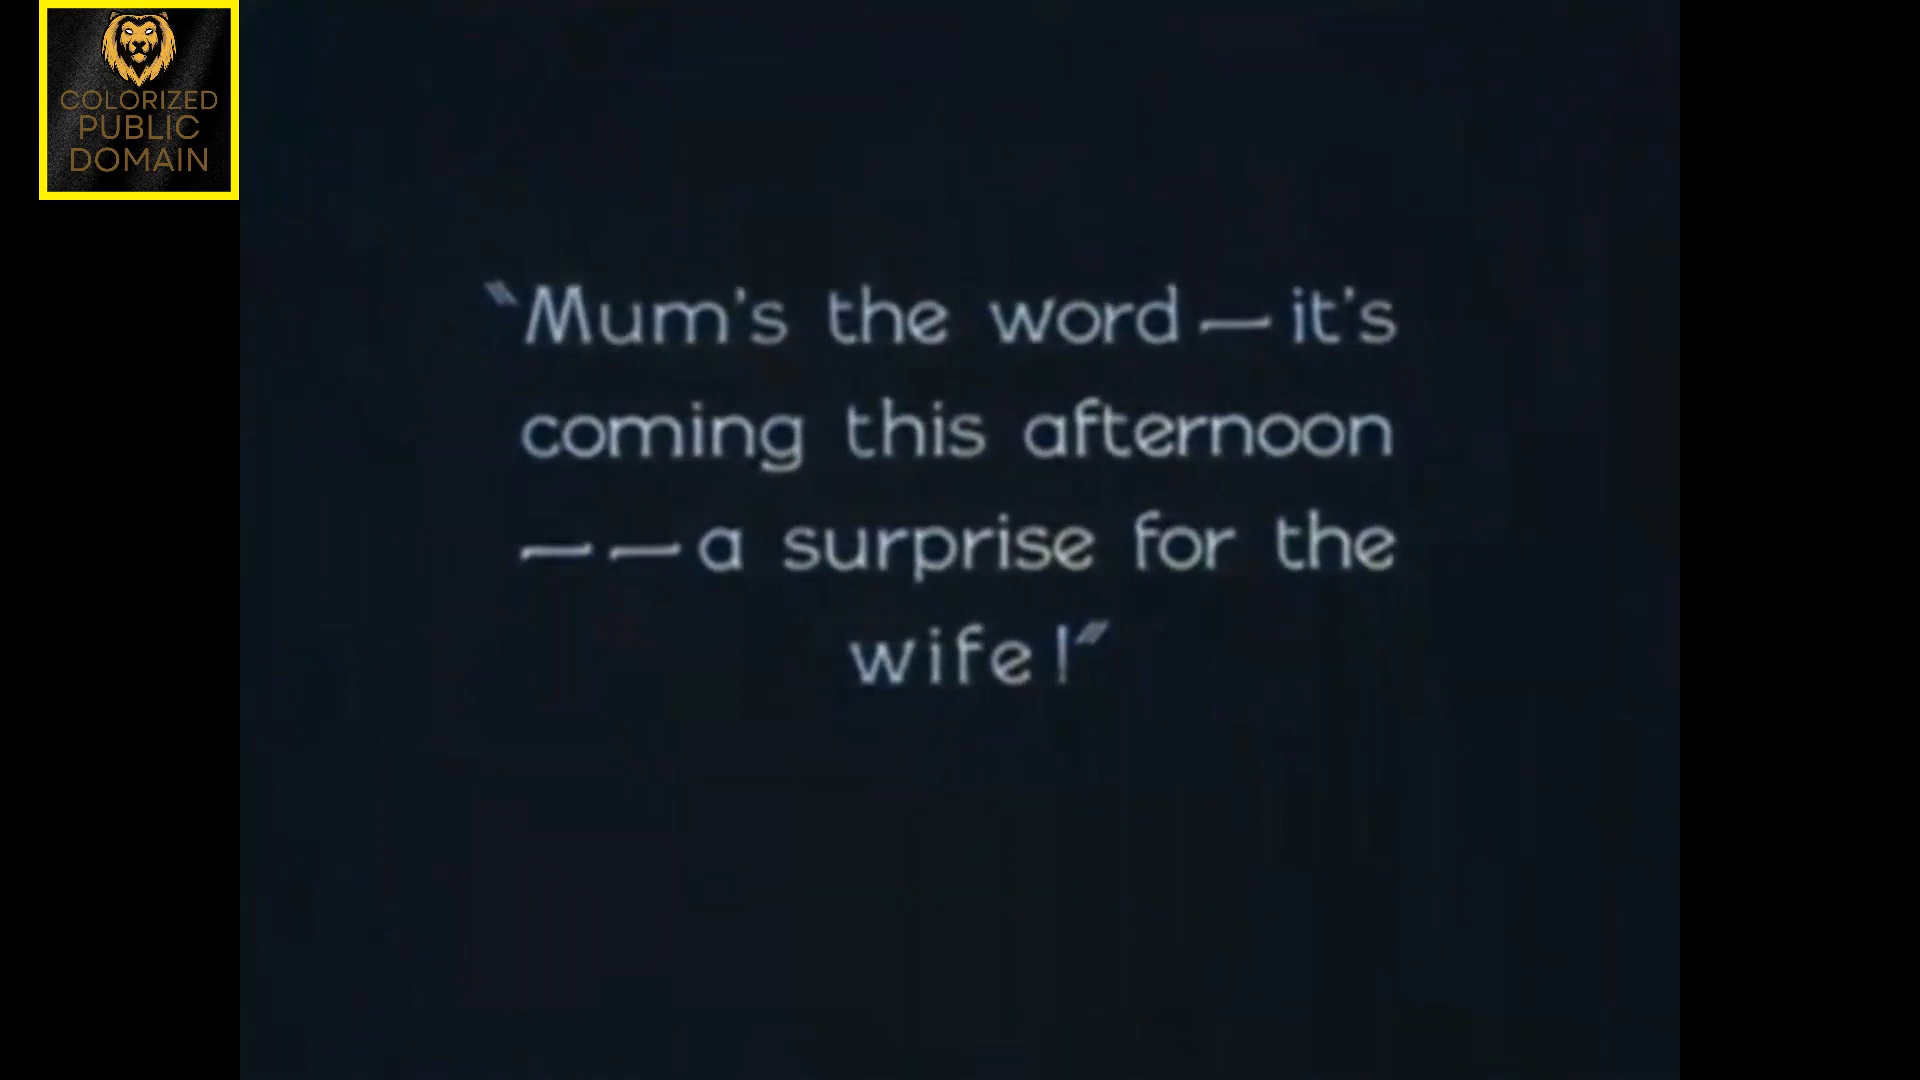 COLORIZED
PUBLIC
DOMAIN
"Mum's the word — it's
coming this afternoon
— — a surprise for the
wife!"